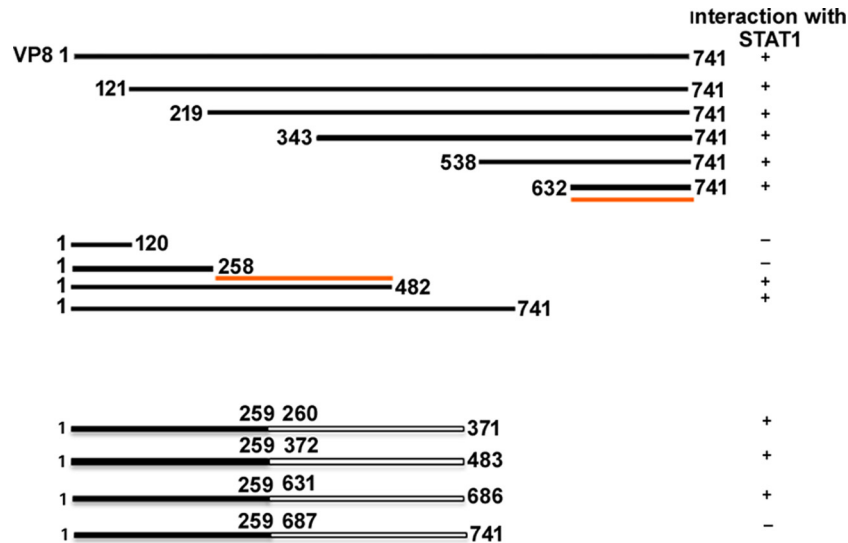 Interaction with
STAT1
VP8 1 741 +
121 741 +
219 741 +
343 741 +
538 741 +
632 741 +
1 120 –
1 258 –
1 482 +
1 741 +
259 260
1 371 +
259 372
1 483 +
259 631
1 686 +
259 687
1 741 –